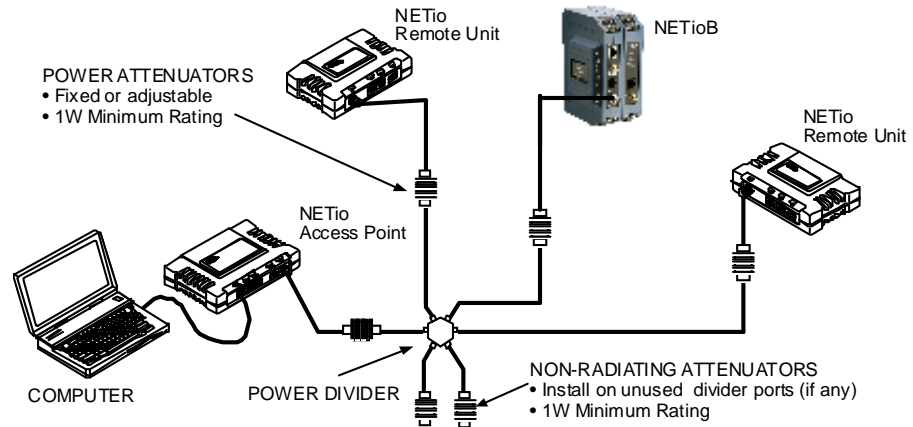 NETio
Remote Unit
NETioB
POWER ATTENUATORS
• Fixed or adjustable
• 1W Minimum Rating
NETio
Remote Unit
NETio
Access Point
COMPUTER
POWER DIVIDER
NON-RADIATING ATTENUATORS
• Install on unused divider ports (if any)
• 1W Minimum Rating